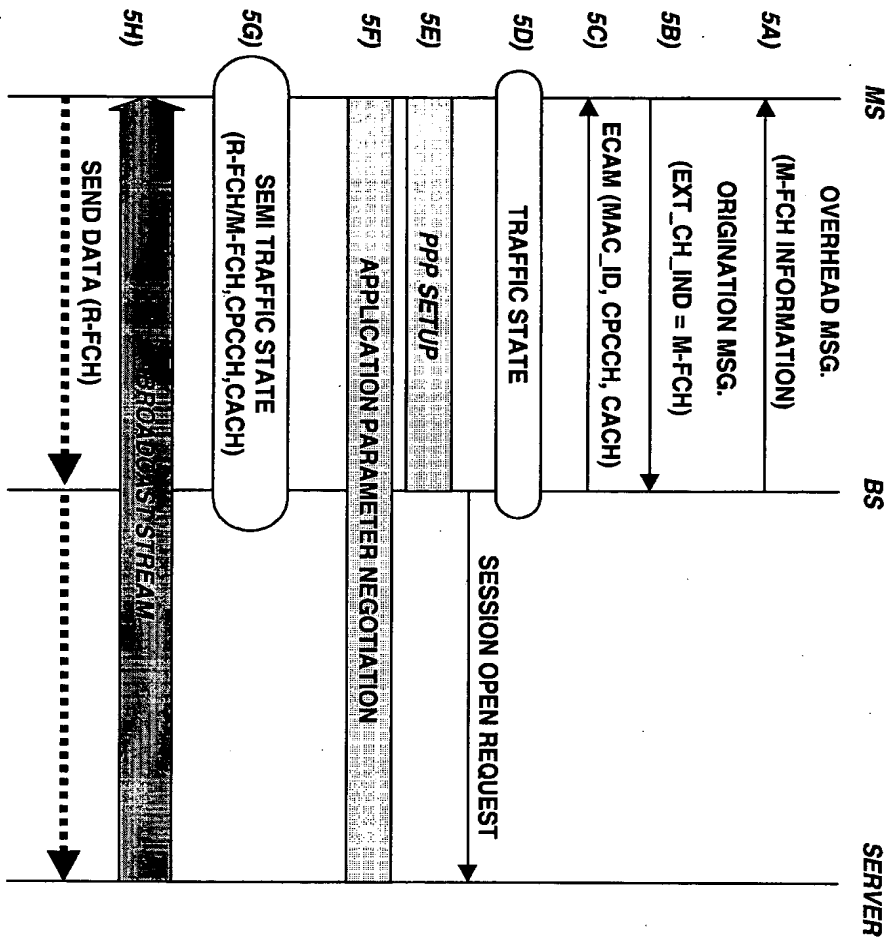 MS
BS
SERVER
5A)
OVERHEAD MSG.
(M-FCH INFORMATION)
5B)
ORIGINATION MSG.
(EXT_CH_IND = M-FCH)
5C)
ECAM (MAC_ID, CPCCH, CACH)
5D)
TRAFFIC STATE
SESSION OPEN REQUEST
5E)
PPP SETUP
5F)
APPLICATION PARAMETER NEGOTIATION
5G)
SEMI TRAFFIC STATE
(R-FCH/M-FCH,CPCCH,CACH)
5H)
BROADCAST STREAM
SEND DATA (R-FCH)